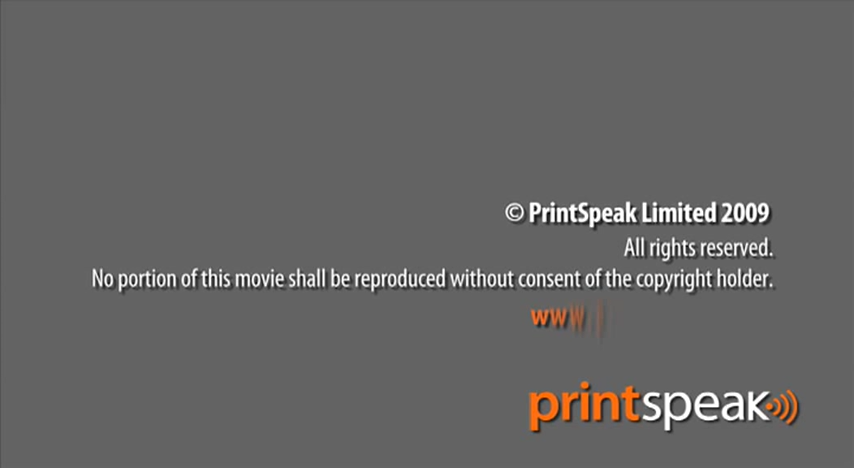 © PrintSpeak Limited 2009
All rights reserved.
No portion of this movie shall be reproduced without consent of the copyright holder.
www
printspeak